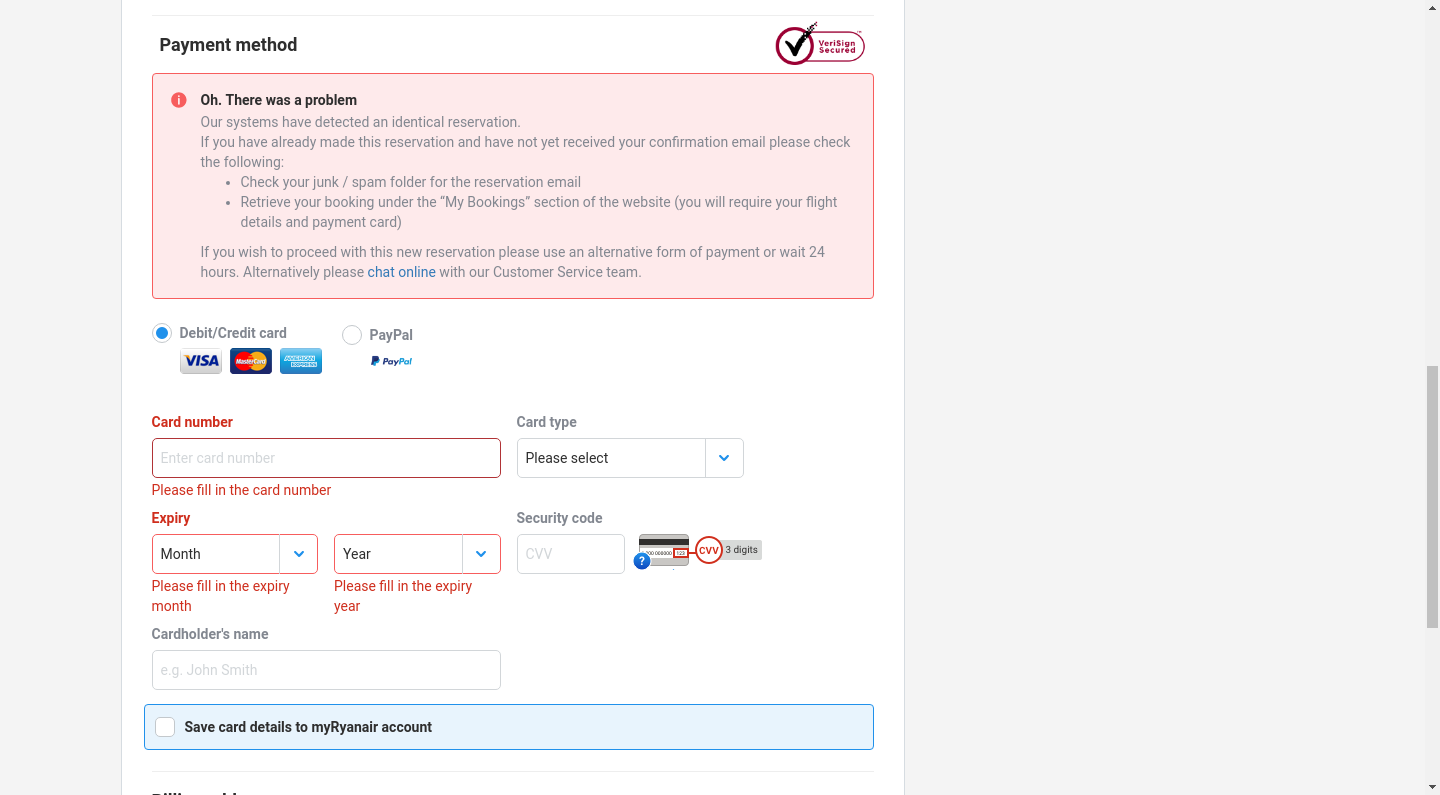 Payment method
VeriSign
Secured
Oh. There was a problem
Our systems have detected an identical reservation.
If you have already made this reservation and have not yet received your confirmation email please check
the following:
• Check your junk / spam folder for the reservation email
• Retrieve your booking under the “My Bookings” section of the website (you will require your flight
details and payment card)
If you wish to proceed with this new reservation please use an alternative form of payment or wait 24
hours. Alternatively please chat online with our Customer Service team.
Debit/Credit card
PayPal
VISA
MasterCard
AMERICAN EXPRESS
PayPal
Card number
Card type
Enter card number
Please select
Please fill in the card number
Expiry
Security code
Month
Year
CVV
?
123
CVV
3 digits
Please fill in the expiry
month
Please fill in the expiry
year
Cardholder's name
e.g. John Smith
Save card details to myRyanair account